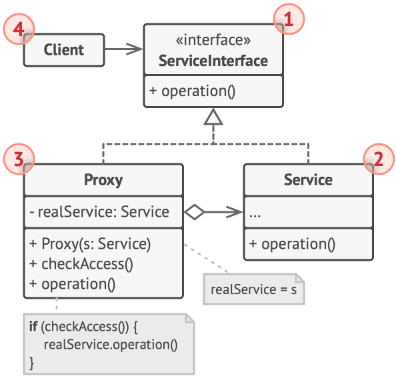 4
1
Client
«interface»
ServiceInterface
+ operation()
3
2
Proxy
Service
- realService: Service
...
+ Proxy(s: Service)
+ checkAccess()
+ operation()
+ operation()
realService = s
if (checkAccess()) {
realService.operation()
}